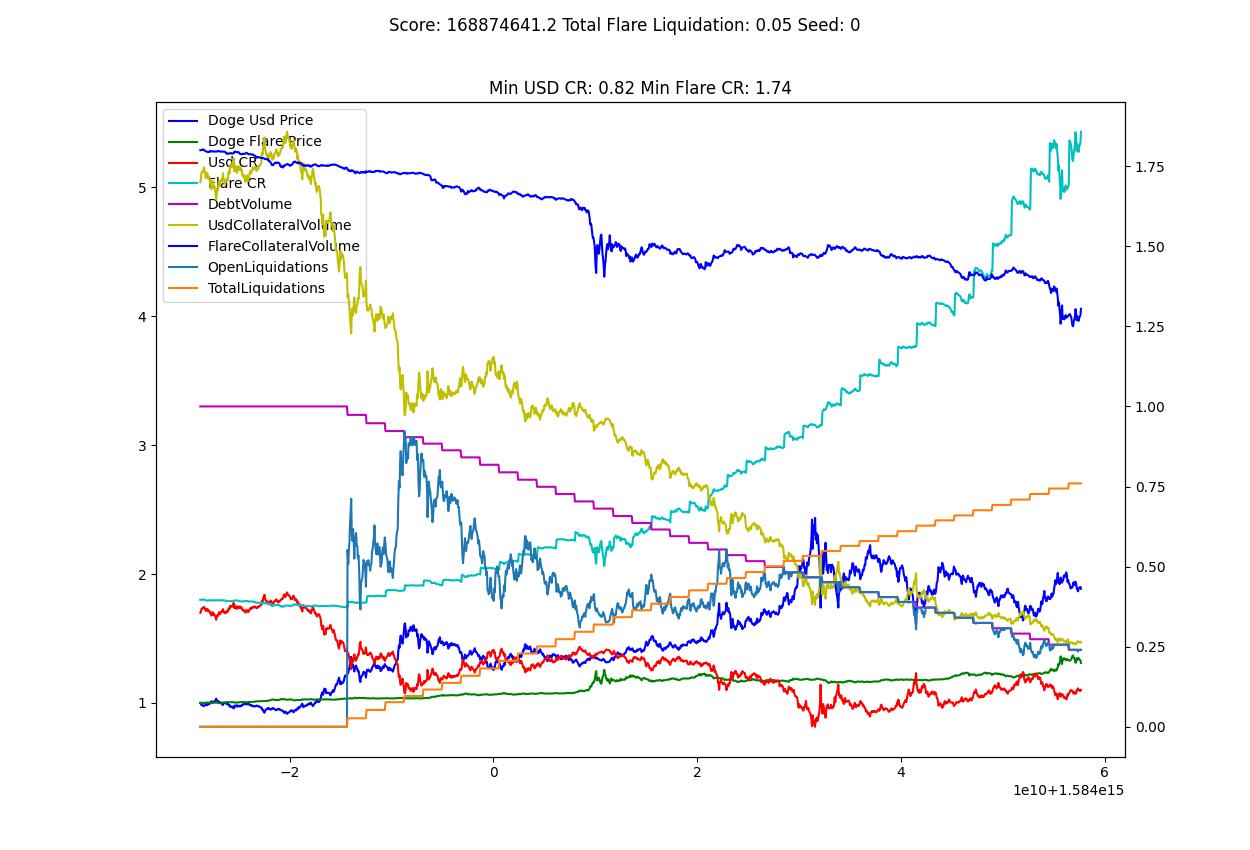 Score: 168874641.2 Total Flare Liquidation: 0.05 Seed: 0
Min USD CR: 0.82 Min Flare CR: 1.74
Doge Usd Price
Doge Flare Price
Usd CR
Flare CR
DebtVolume
UsdCollateralVolume
FlareCollateralVolume
OpenLiquidations
TotalLiquidations
5
4
3
2
1
1.75
1.50
1.25
1.00
0.75
0.50
0.25
0.00
−2
0
2
4
6
1e10+1.584e15